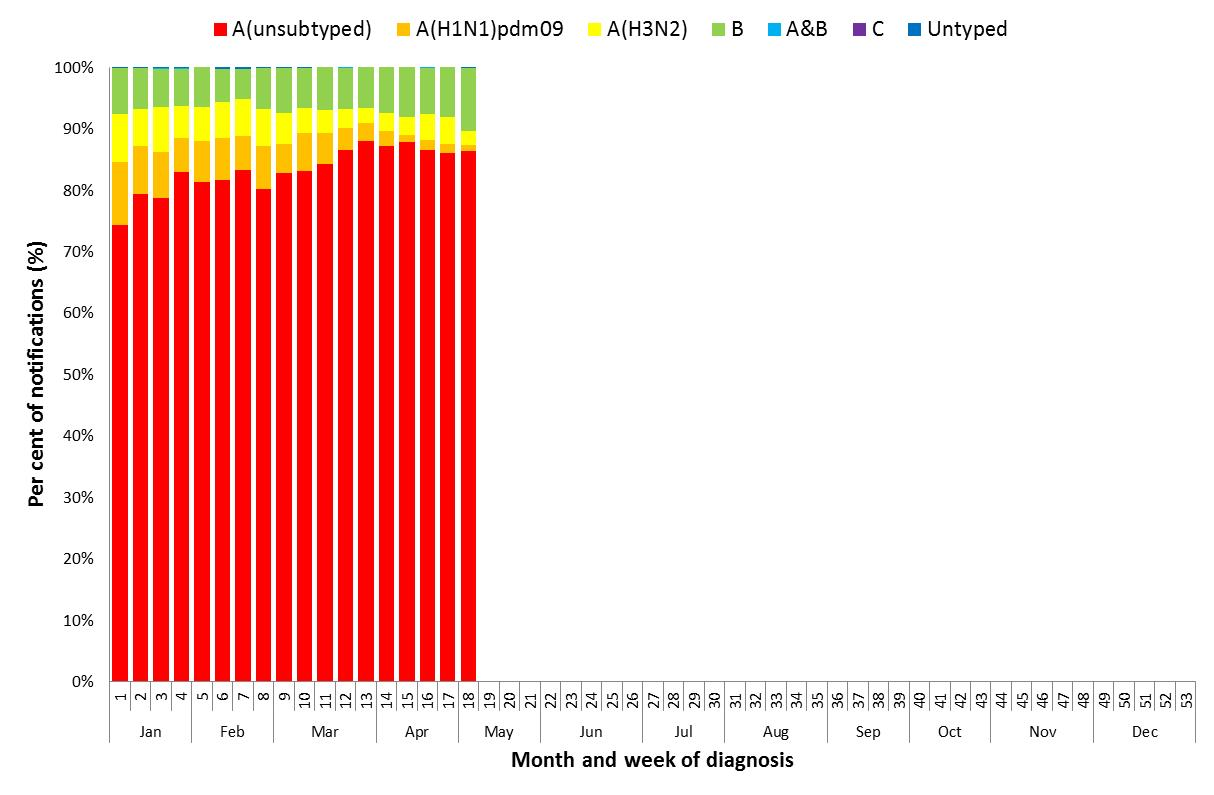 A(unsubtyped) A(H1N1)pdm09 A(H3N2) B A&B C Untyped
100%
90%
80%
70%
60%
50%
40%
30%
20%
10%
0%
Per cent of notifications (%)
1 2 3 4 5 6 7 8 9 10 11 12 13 14 15 16 17 18 19 20 21 22 23 24 25 26 27 28 29 30 31 32 33 34 35 36 37 38 39 40 41 42 43 44 45 46 47 48 49 50 51 52 53
Jan Feb Mar Apr May Jun Jul Aug Sep Oct Nov Dec
Month and week of diagnosis